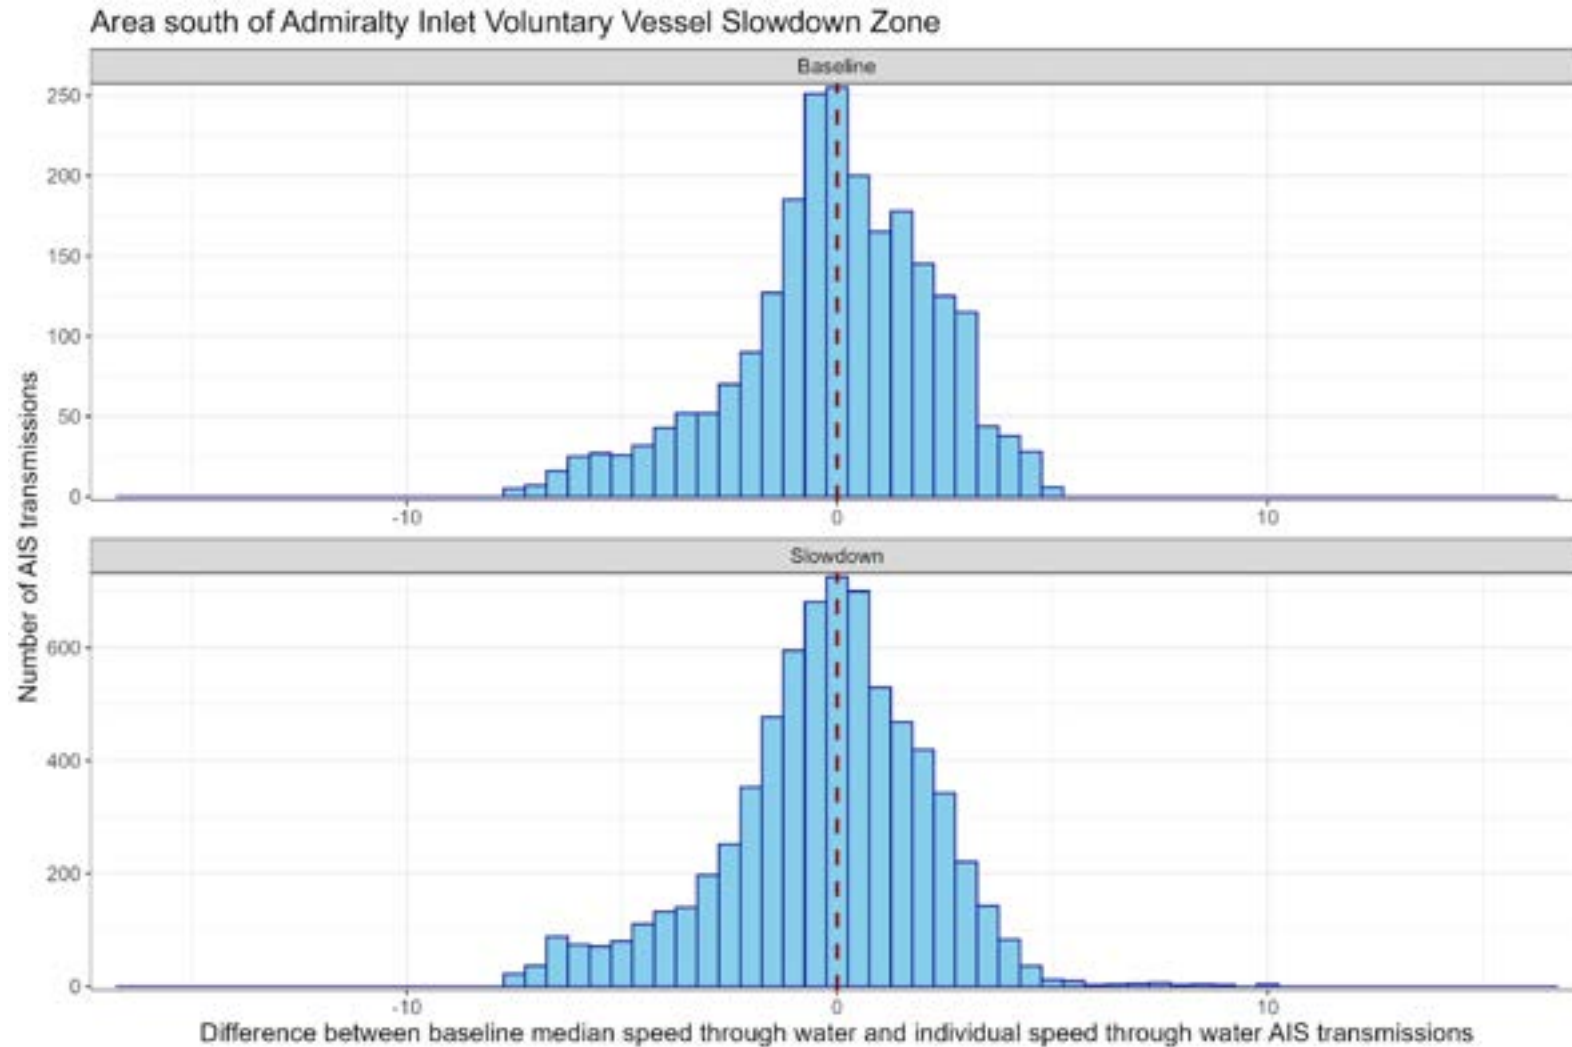 Area south of Admiralty Inlet Voluntary Vessel Slowdown Zone
Baseline
250
200
150
100
50
0
-10 0 10
Number of AIS transmissions
Slowdown
600
400
200
0
-10 0 10
Difference between baseline median speed through water and individual speed through water AIS transmissions